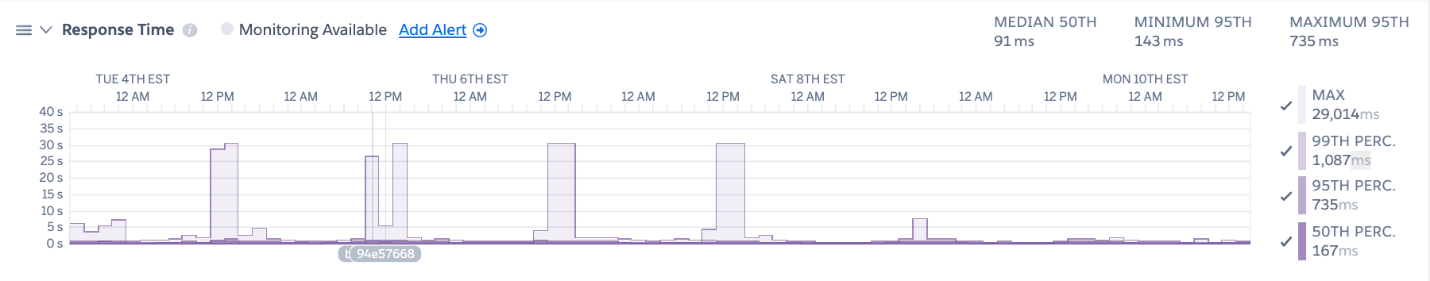 Response Time i Monitoring Available Add Alert
MEDIAN 50TH MINIMUM 95TH MAXIMUM 95TH
91 ms 143 ms 735 ms
TUE 4TH EST THU 6TH EST SAT 8TH EST MON 10TH EST
12 AM 12 PM 12 AM 12 PM 12 AM 12 PM 12 AM 12 PM 12 AM 12 PM 12 AM 12 PM 12 AM 12 PM
40 s
35 s
30 s
25 s
20 s
15 s
10 s
5 s
0 s
94e57668
MAX
29,014ms
99TH PERC.
1,087ms
95TH PERC.
735ms
50TH PERC.
167ms